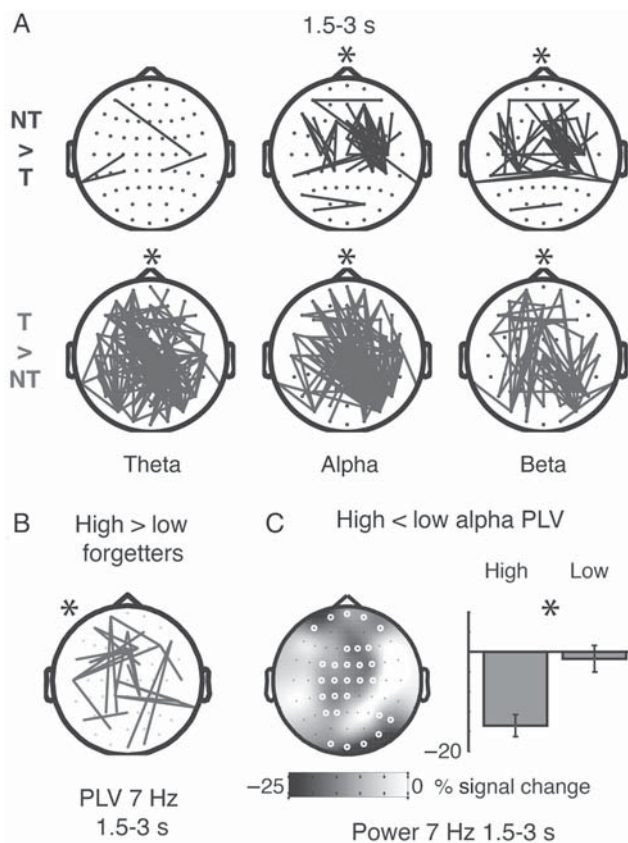 A
1.5-3 s
* *
NT
>
T
* * *
T
>
NT
Theta Alpha Beta
B High > low
forgetters
*
PLV 7 Hz
1.5-3 s
C High < low alpha PLV
High Low
*
−20
−25 0 % signal change
Power 7 Hz 1.5-3 s